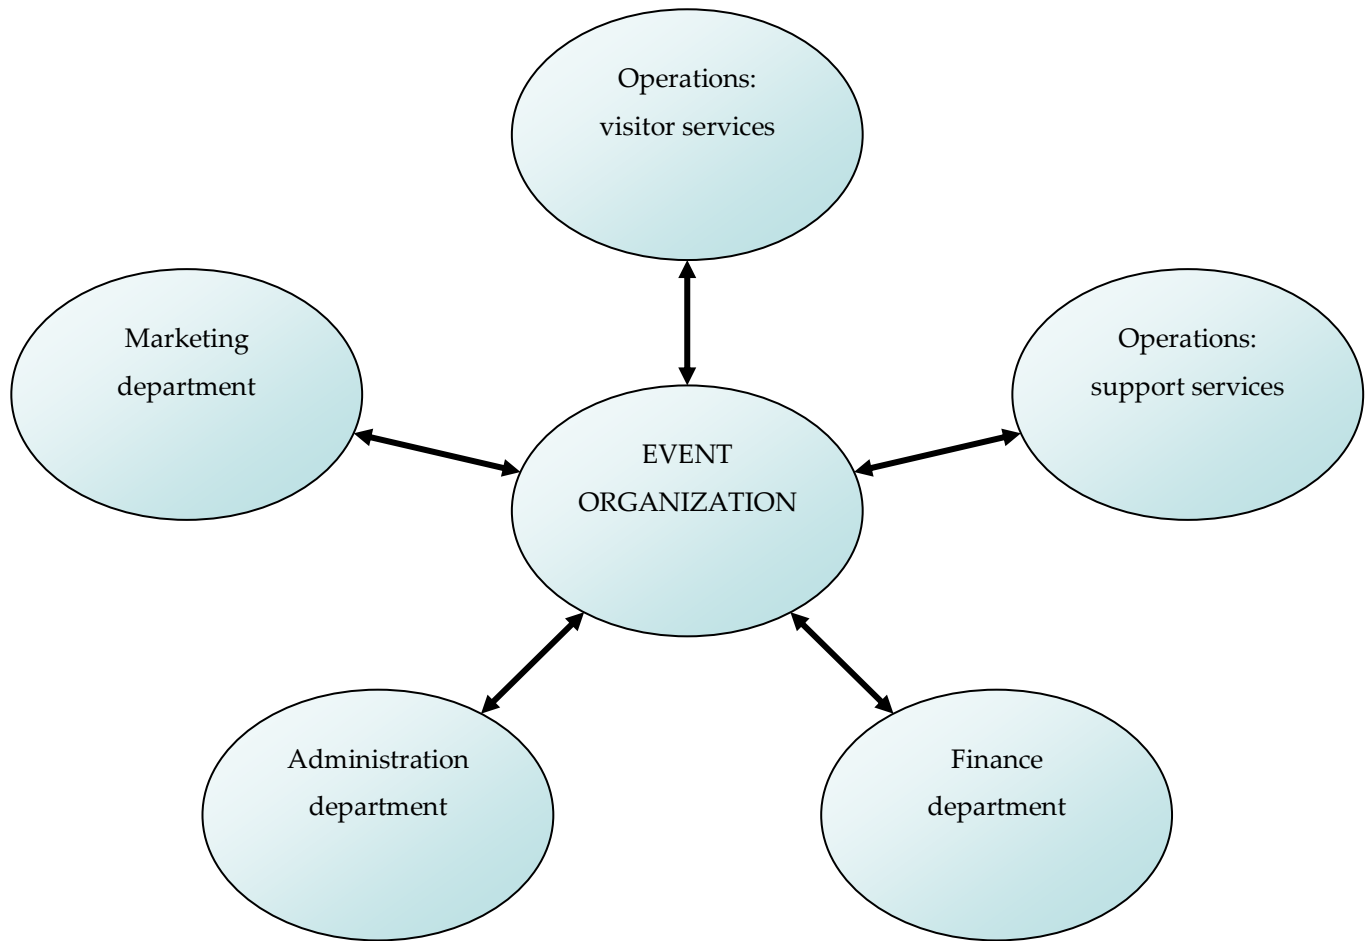 Operations:
visitor services
Marketing
department
Operations:
support services
EVENT
ORGANIZATION
Administration
department
Finance
department